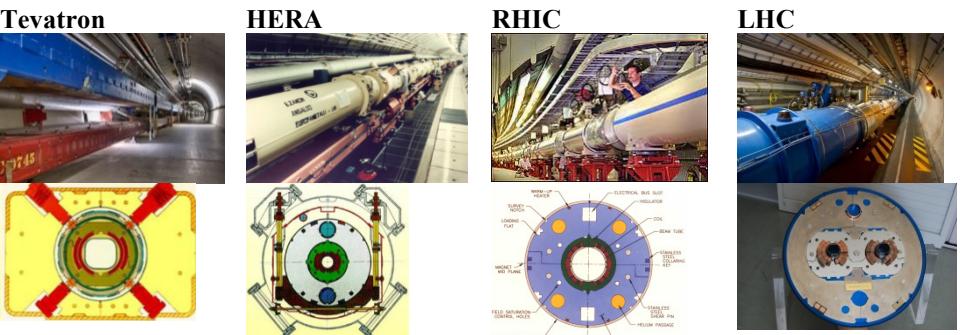 Tevatron
HERA
RHIC
LHC
WARM-UP
HEATER
ELECTRICAL BUS SLOT
INSULATOR
SURVEY
NOTCH
COIL
LOADING
FLAT
BEAM TUBE
STAINLESS
STEEL
COLLARING
KEY
MAGNET
MID PLANE
STAINLESS
STEEL
SHEAR PIN
FIELD SATURATION
CONTROL HOLES
HELIUM PASSAGE
ANSALDO